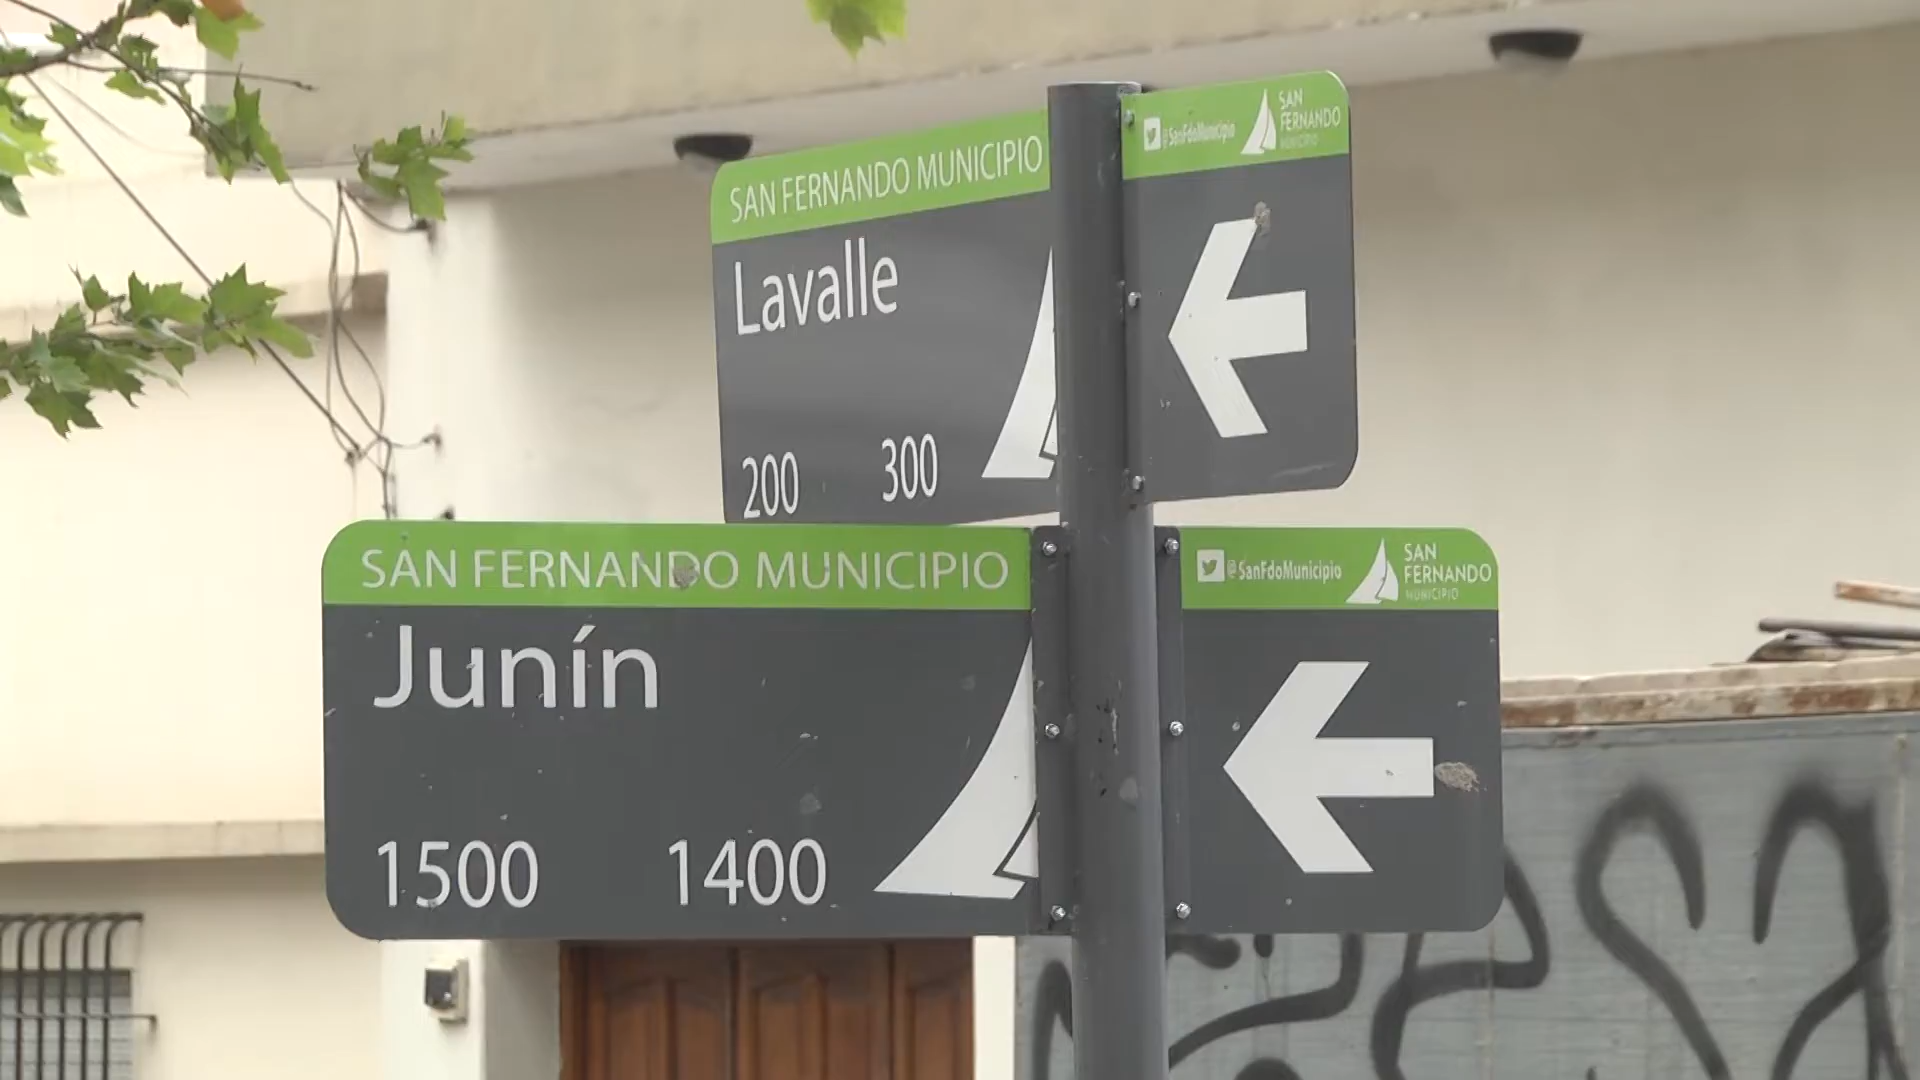 SAN FERNANDO MUNICIPIO
Lavalle
200 300
@SanFdoMunicipio
SAN
FERNANDO
MUNICIPIO
SAN FERNANDO MUNICIPIO
Junín
1500 1400
@SanFdoMunicipio
SAN
FERNANDO
MUNICIPIO